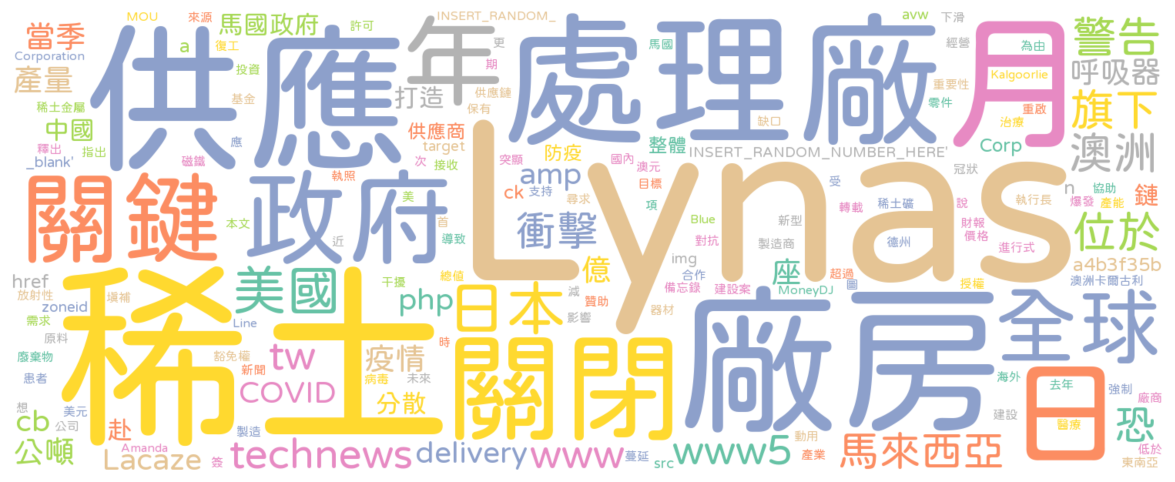 MOU 來源 INSERT_RANDOM_ avw 下滑
當季 馬國政府 許可 年 更 馬國 經營 為由 警告
Corporation a 復工 供應 處理廠 月 Kalgoorlie 呼吸器
產量 投資 期 供應鏈 重要性
稀土金屬 基金 打造 保有 零件 重啟 旗下
中國 應 供應商 缺口 治療
釋出 指出 target 防疫 整體 INSERT_RANDOM_NUMBER_HERE' Corp 澳洲
_blank' 磁鐵 執照 次 接收 突顯 國內 澳元 冠狀 協助
關鍵 政府 amp 目標 Lynas n 執行長
美 ck 支持 尋求 受 稀土礦 說 爆發 產能 鏈
本文 首 項 轉載
近 導致 衝擊 Blue 新型 財報 位於
對抗 製造商 德州 價格
href 美國 總值 億 img 座 超過 進行式 a4b3f35b
放射性 干擾 減 合作 MoneyDJ 圖 授權 澳洲卡爾古利
zoneid 填補 php 日本 贊助 備忘錄 建設案
需求 Line 影響 器材 廠房 全球
原料 稀土 tw 時 關閉
廢棄物 豁免權 疫情
患者 新聞 病毒 未來 海外 去年 強制
COVID 分散 日 廠商
想 美元 建設 醫療
cb 公司 赴 製造 動用 恐
公噸 Amanda 簽 technews delivery www 蔓延 www5 產業 馬來西亞 低於
Lacaze src 東南亞